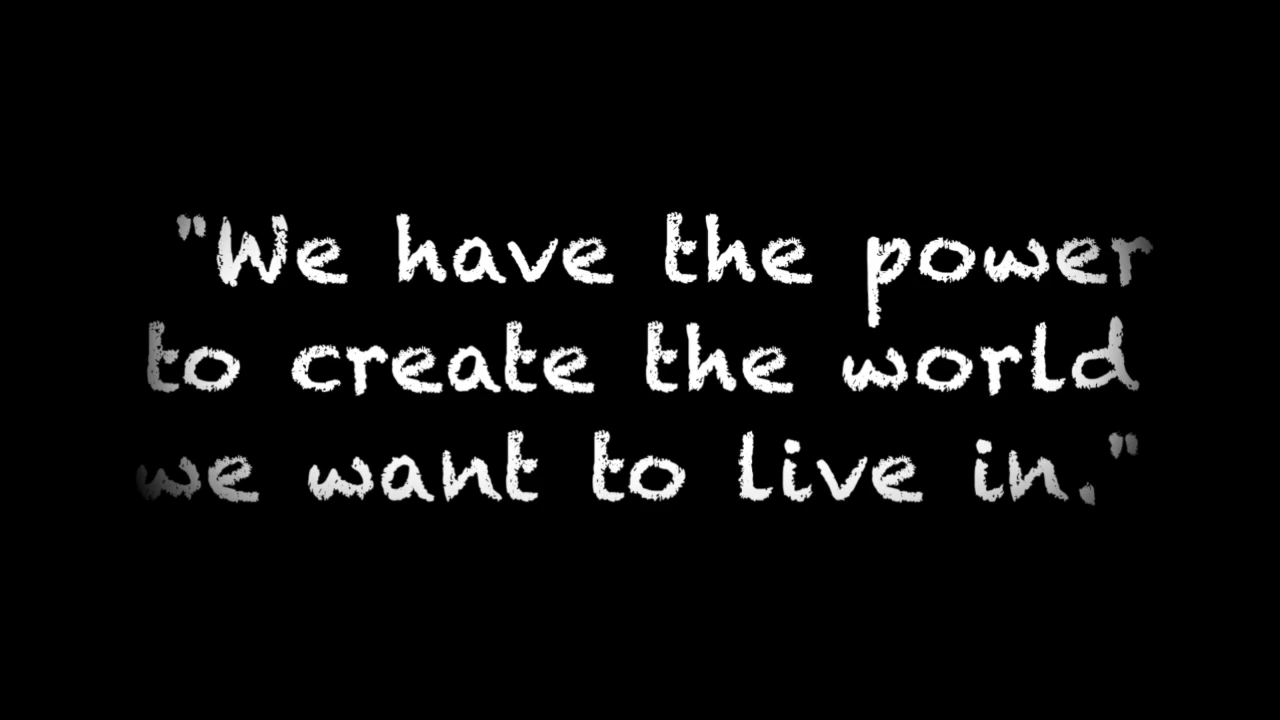 "We have the power
to create the world
we want to live in."